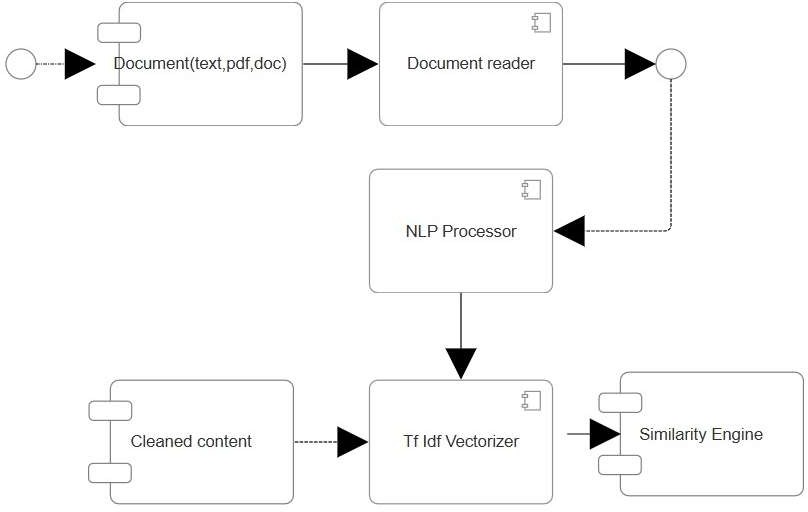 Document(text,pdf,doc)
Document reader
NLP Processor
Cleaned content
Tf Idf Vectorizer
Similarity Engine